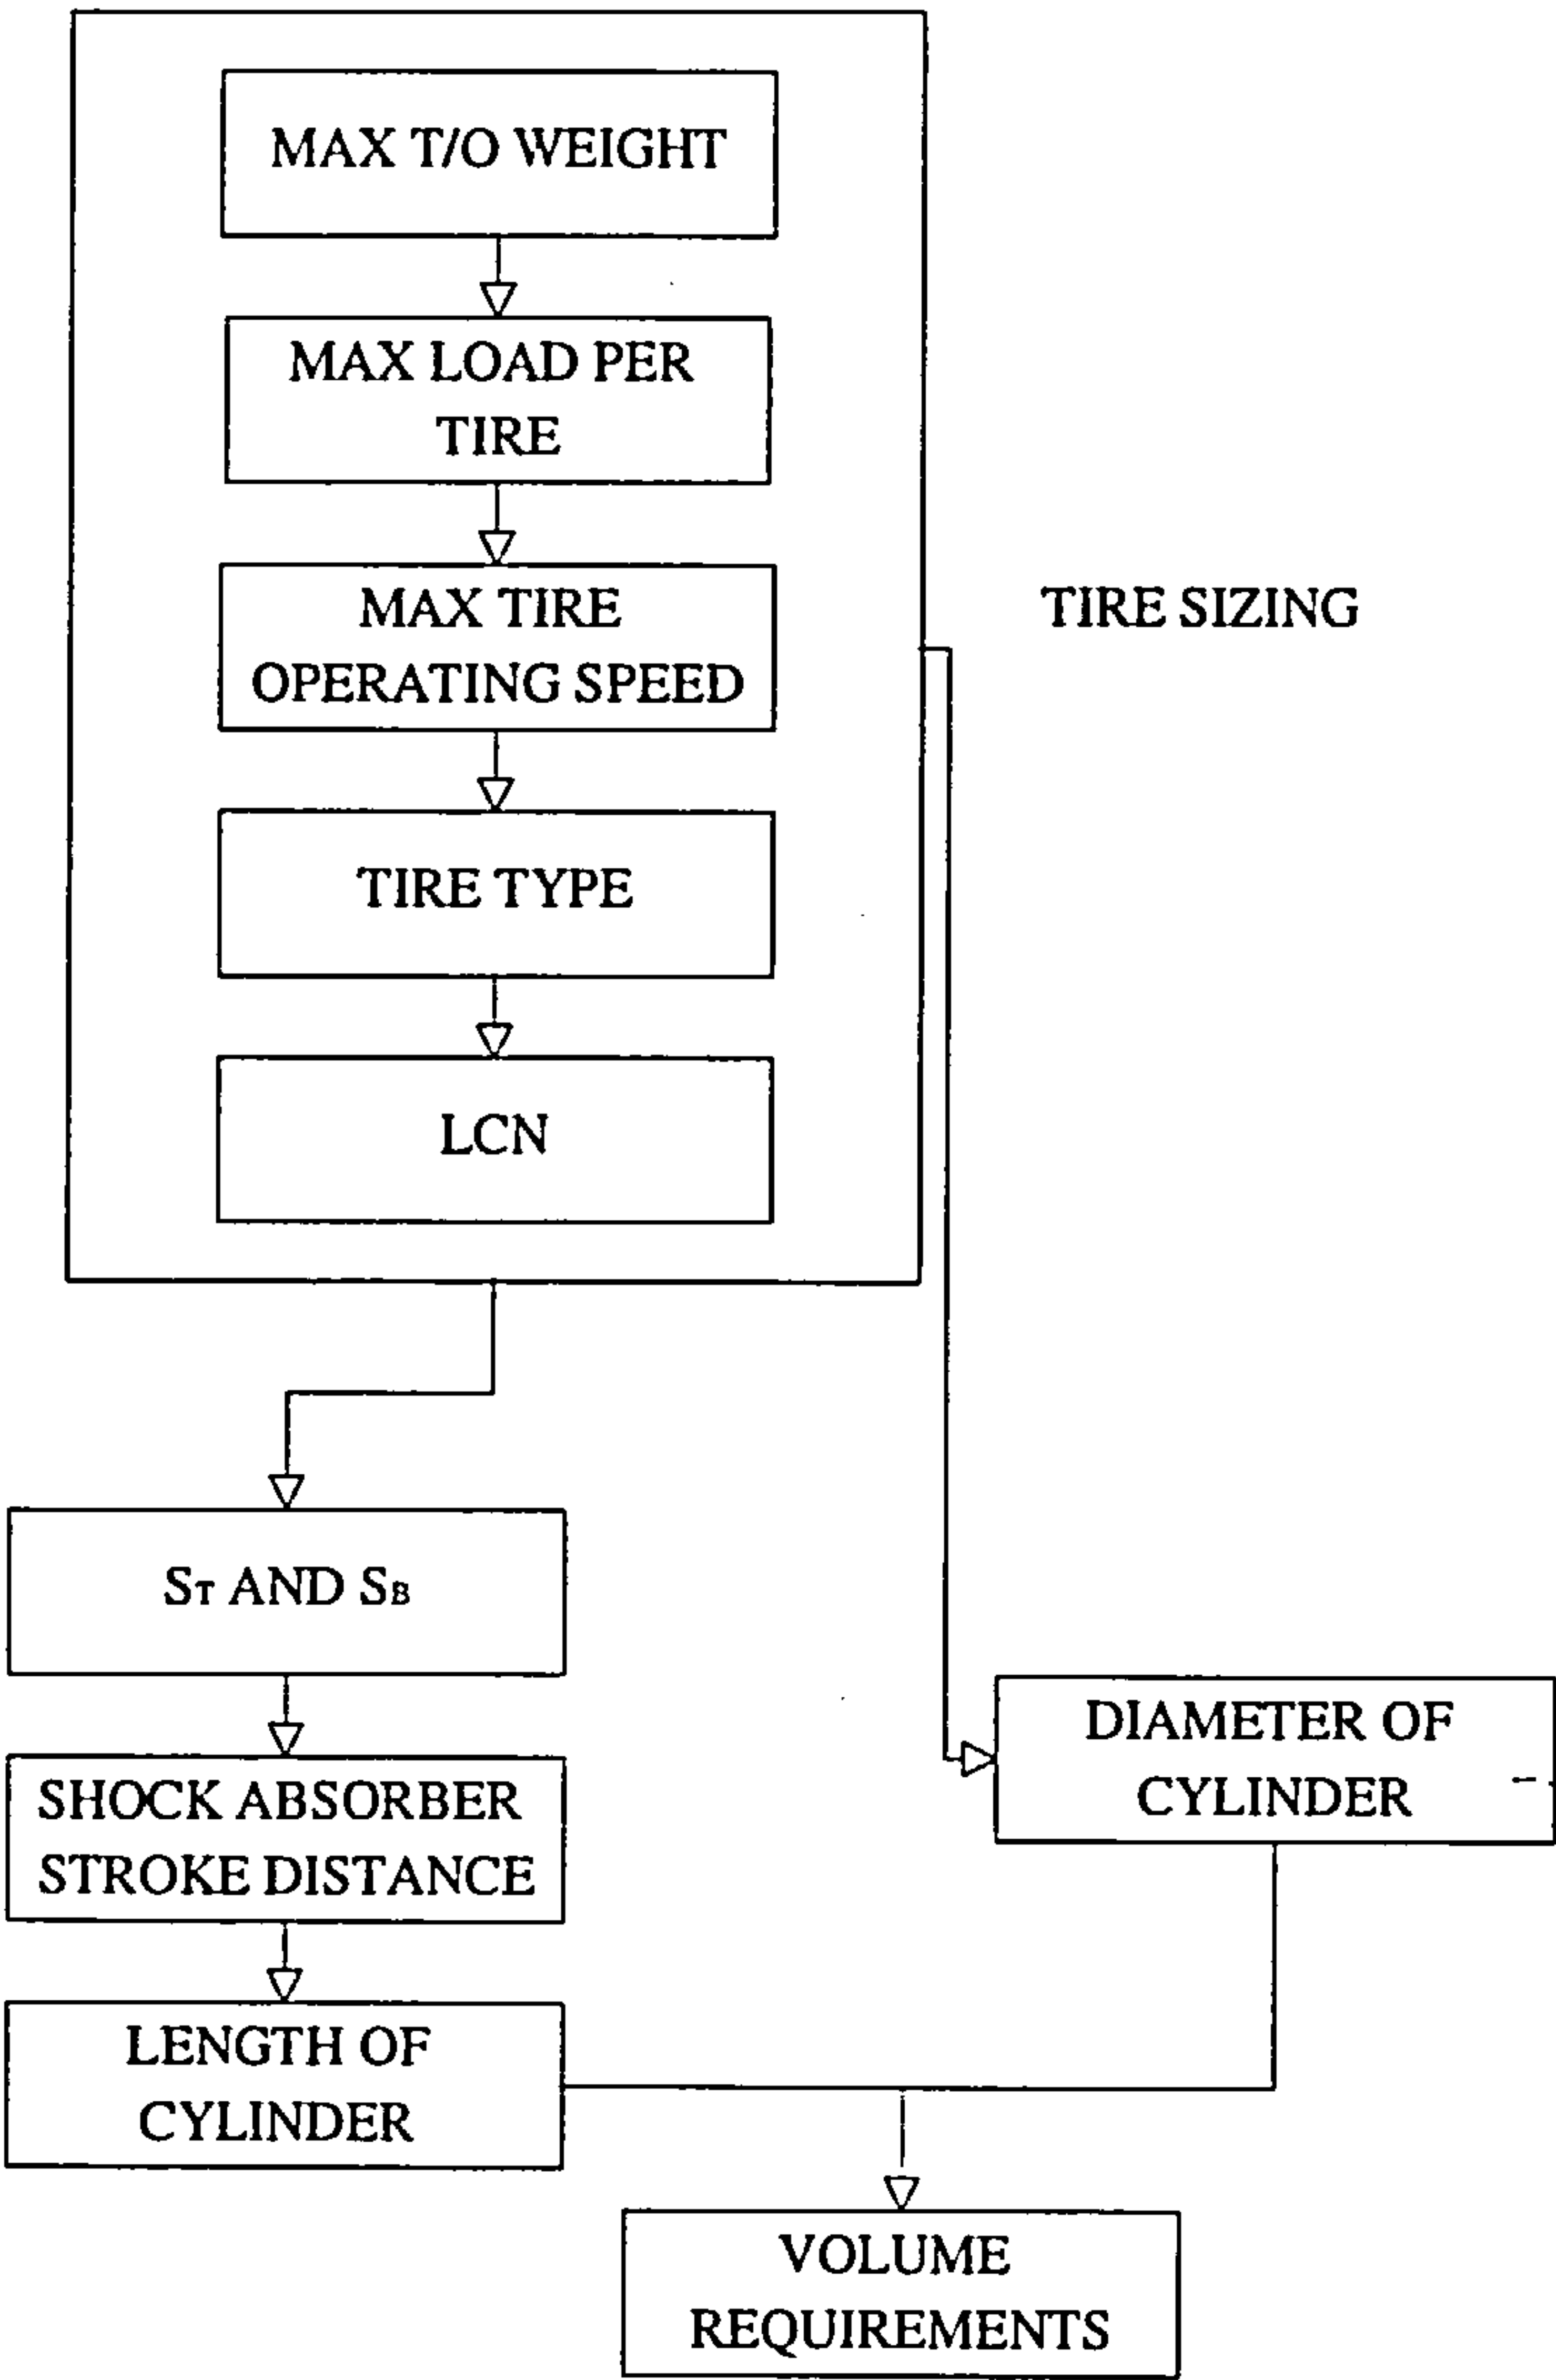 MAX T/O WEIGHT
MAX LOAD PER
TIRE
MAX TIRE
OPERATING SPEED
TIRE SIZING
TIRE TYPE
LCN
ST AND SB
SHOCK ABSORBER
STROKE DISTANCE
DIAMETER OF
CYLINDER
LENGTH OF
CYLINDER
VOLUME
REQUIREMENTS